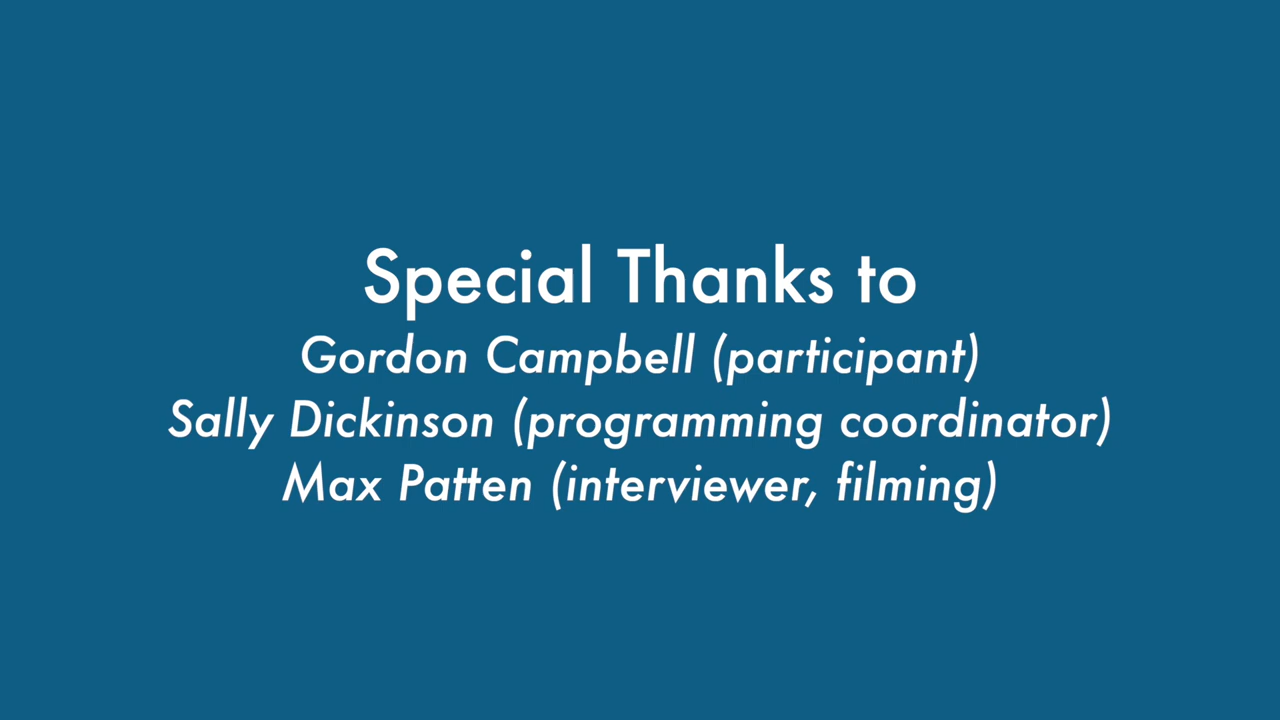 Special Thanks to
Gordon Campbell (participant)
Sally Dickinson (programming coordinator)
Max Patten (interviewer, filming)